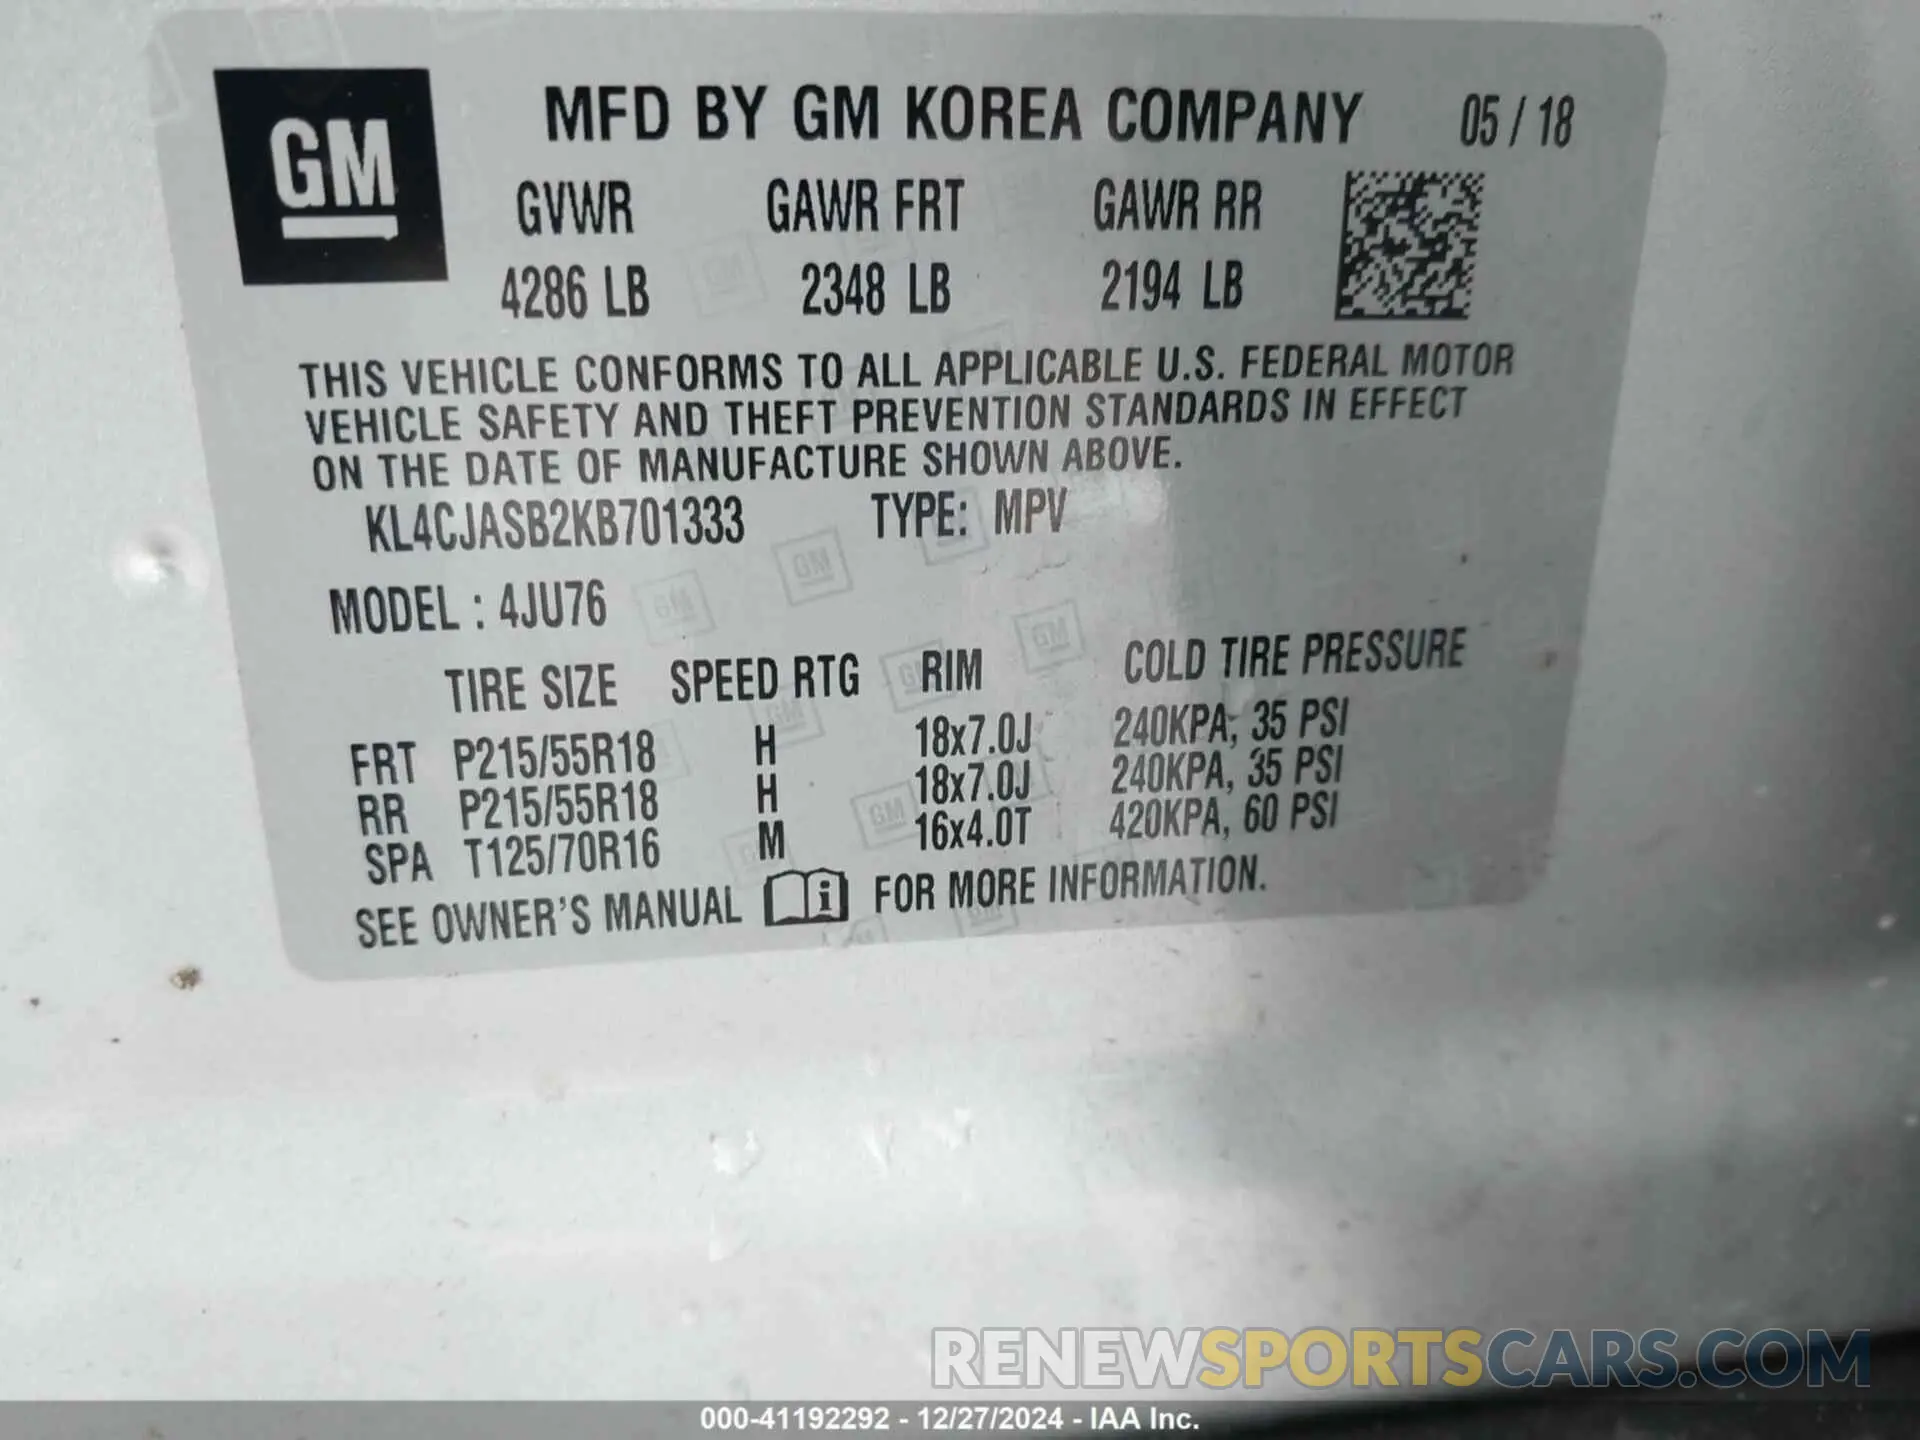 GM
MFD BY GM KOREA COMPANY 05 / 18
GVWR GAWR FRT GAWR RR
4286 LB 2348 LB 2194 LB
THIS VEHICLE CONFORMS TO ALL APPLICABLE U.S. FEDERAL MOTOR
VEHICLE SAFETY AND THEFT PREVENTION STANDARDS IN EFFECT
ON THE DATE OF MANUFACTURE SHOWN ABOVE.
KL4CJASB2KB701333 TYPE: MPV
MODEL : 4JU76
TIRE SIZE SPEED RTG RIM COLD TIRE PRESSURE
FRT P215/55R18 H 18x7.0J 240KPA, 35 PSI
RR P215/55R18 H 18x7.0J 240KPA, 35 PSI
SPA T125/70R16 M 16x4.0T 420KPA, 60 PSI
SEE OWNER'S MANUAL i FOR MORE INFORMATION.
RENEWSPORTSCARS.COM
000-41192292 - 12/27/2024 - IAA Inc.